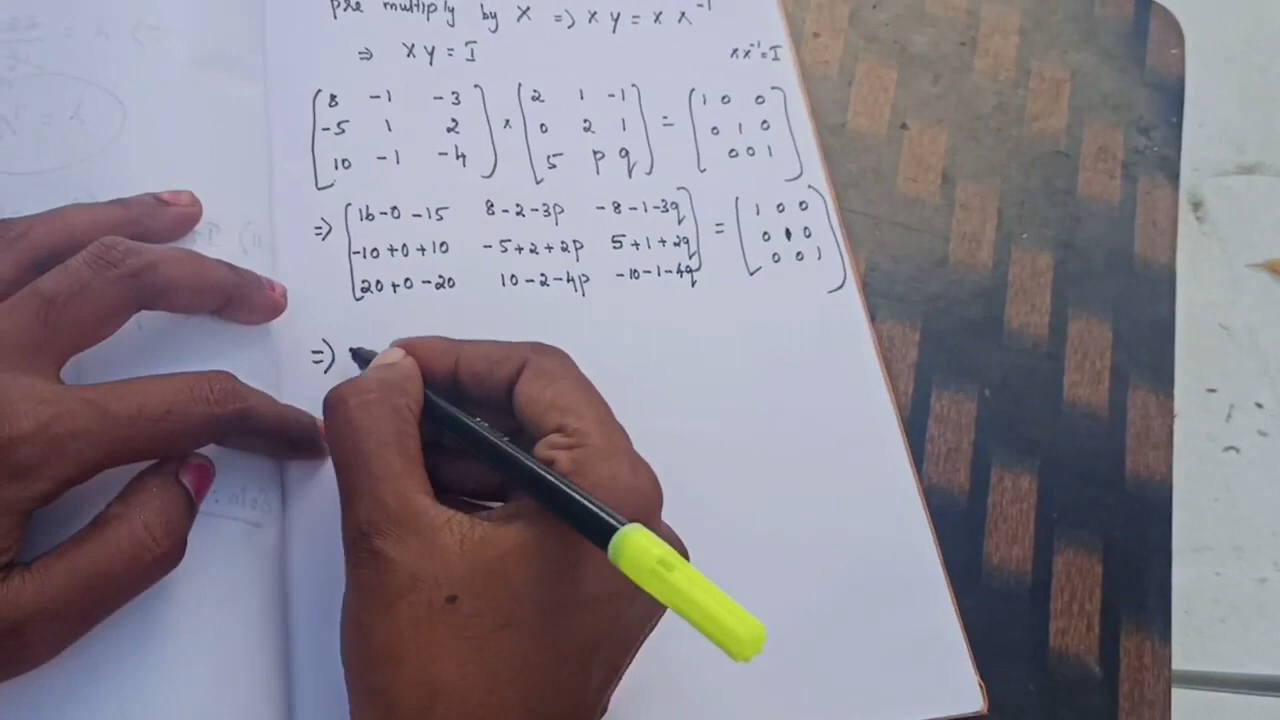 pre multiply by X => X Y = X X^-1
=> X Y = I X X^-1 = I
[8 -1 -3 [2 1 -1 [1 0 0
-5 1 2 ] × 0 2 1 ] = 0 1 0 ]
10 -1 -4 5 p q 0 0 1
=> [16-0-15 8-2-3p -8-1-3q [1 0 0
-10+0+10 -5+2+2p 5+1+2q ] = 0 1 0 ]
20+0-20 10-2-4p -10-1-4q 0 0 1
=>
Soln: